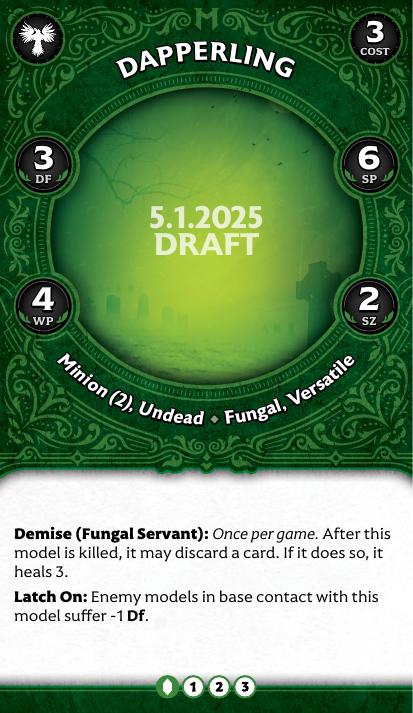 3
COST
DAPPERLING
3
DF
6
SP
5.1.2025
DRAFT
4
WP
2
SZ
Minion (2), Undead ⬥ Fungal, Versatile
Demise (Fungal Servant): Once per game. After this
model is killed, it may discard a card. If it does so, it
heals 3.
Latch On: Enemy models in base contact with this
model suffer -1 Df.
1 2 3